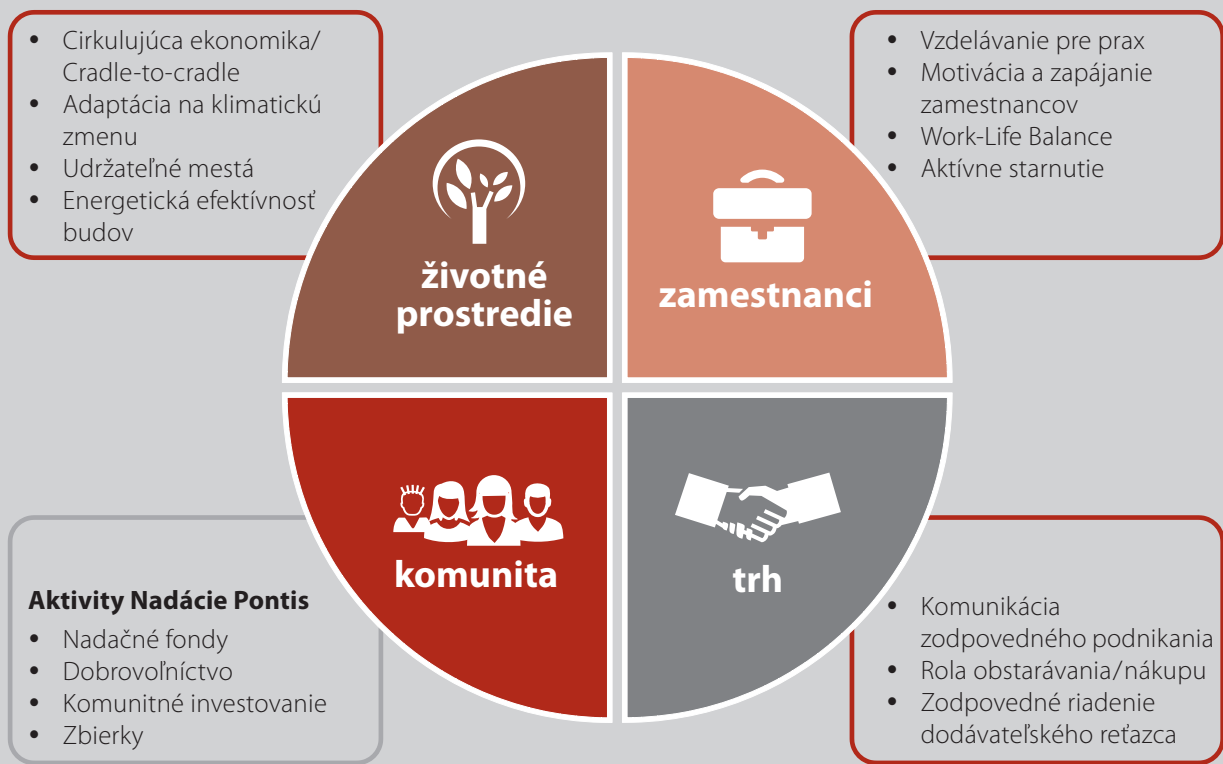 • Cirkulujúca ekonomika/
Cradle-to-cradle
• Adaptácia na klimatickú
zmenu
• Udržateľné mestá
• Energetická efektívnosť
budov
• Vzdelávanie pre prax
• Motivácia a zapájanie
zamestnancov
• Work-Life Balance
• Aktívne starnutie
životné
prostredie
zamestnanci
komunita
trh
Aktivity Nadácie Pontis
• Nadačné fondy
• Dobrovoľníctvo
• Komunitné investovanie
• Zbierky
• Komunikácia
zodpovedného podnikania
• Rola obstarávania/nákupu
• Zodpovedné riadenie
dodávateľského reťazca